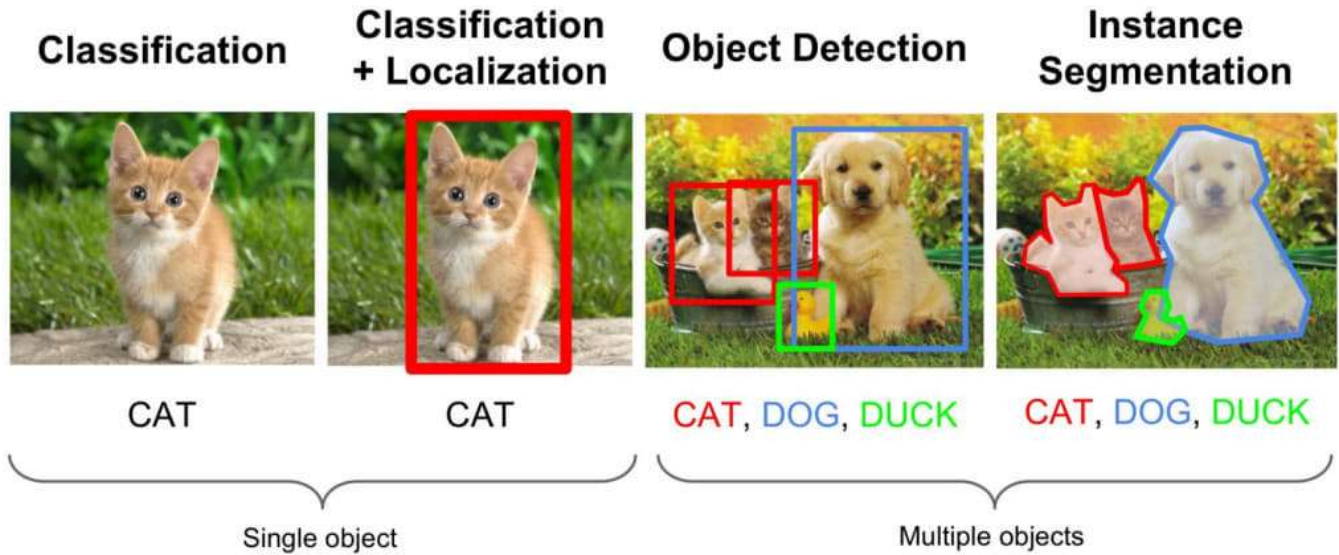 Classification
Classification
+ Localization
Object Detection
Instance
Segmentation
CAT
CAT
CAT, DOG, DUCK
CAT, DOG, DUCK
Single object
Multiple objects